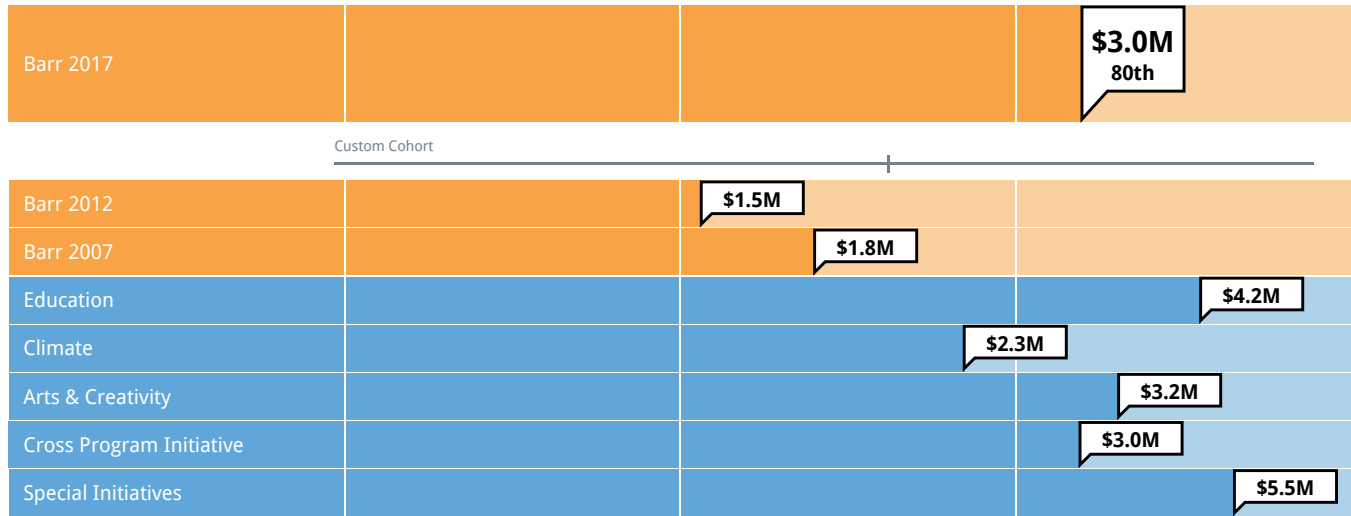 Barr 2017
$3.0M
80th
Custom Cohort
Barr 2012
$1.5M
Barr 2007
$1.8M
Education
$4.2M
Climate
$2.3M
Arts & Creativity
$3.2M
Cross Program Initiative
$3.0M
Special Initiatives
$5.5M